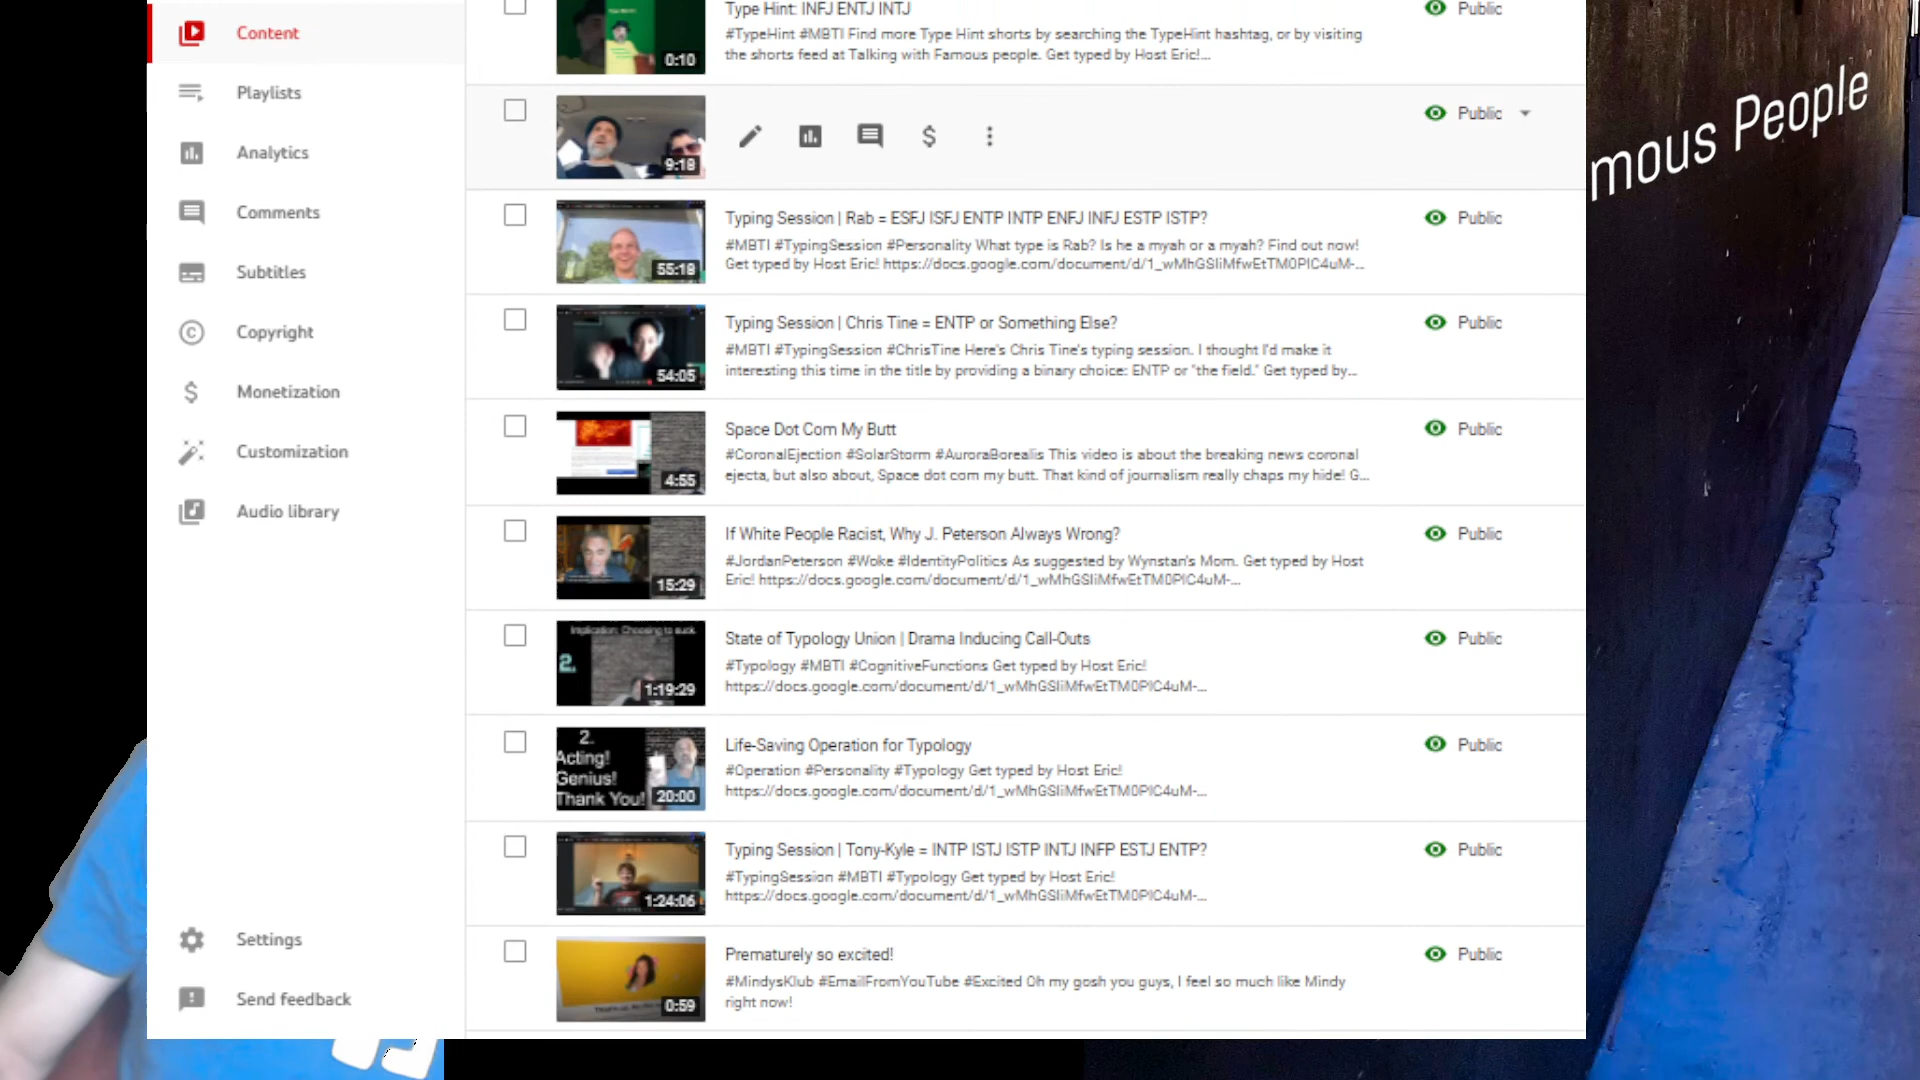 Content
Playlists
Analytics
Comments
Subtitles
Copyright
Monetization
Customization
Audio library
Settings
Send feedback
Type Hint: INFJ ENTJ INTJ
#TypeHint #MBTI Find more Type Hint shorts by searching the TypeHint hashtag, or by visiting
the shorts feed at Talking with Famous people. Get typed by Host Eric!...
0:10
Public
9:18
Public
Typing Session | Rab = ESFJ ISFJ ENTP INTP ENFJ INFJ ESTP ISTP?
#MBTI #TypingSession #Personality What type is Rab? Is he a myah or a myah? Find out now!
Get typed by Host Eric! https://docs.google.com/document/d/1_wMhGSIiMfwEtTM0PIC4uM-...
55:18
Public
Typing Session | Chris Tine = ENTP or Something Else?
#MBTI #TypingSession #ChrisTine Here's Chris Tine's typing session. I thought I'd make it
interesting this time in the title by providing a binary choice: ENTP or "the field." Get typed by...
54:05
Public
Space Dot Com My Butt
#CoronalEjection #SolarStorm #AuroraBorealis This video is about the breaking news coronal
ejecta, but also about, Space dot com my butt. That kind of journalism really chaps my hide! G...
4:55
Public
If White People Racist, Why J. Peterson Always Wrong?
#JordanPeterson #Woke #IdentityPolitics As suggested by Wynstan's Mom. Get typed by Host
Eric! https://docs.google.com/document/d/1_wMhGSIiMfwEtTM0PIC4uM-...
15:29
Public
Implication: Choosing to suck
2.
State of Typology Union | Drama Inducing Call-Outs
#Typology #MBTI #CognitiveFunctions Get typed by Host Eric!
https://docs.google.com/document/d/1_wMhGSIiMfwEtTM0PIC4uM-...
1:19:29
Public
2.
Acting!
Genius!
Thank You!
Life-Saving Operation for Typology
#Operation #Personality #Typology Get typed by Host Eric!
https://docs.google.com/document/d/1_wMhGSIiMfwEtTM0PIC4uM-...
20:00
Public
Typing Session | Tony-Kyle = INTP ISTJ ISTP INTJ INFP ESTJ ENTP?
#TypingSession #MBTI #Typology Get typed by Host Eric!
https://docs.google.com/document/d/1_wMhGSIiMfwEtTM0PIC4uM-...
1:24:06
Public
Prematurely so excited!
#MindysKlub #EmailFromYouTube #Excited Oh my gosh you guys, I feel so much like Mindy
right now!
0:59
Public
mous People